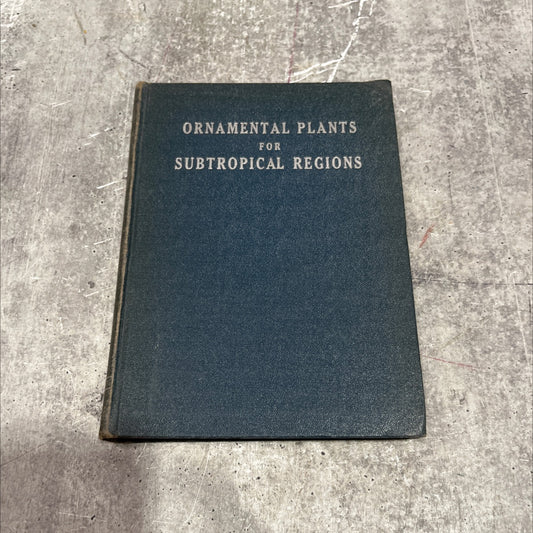 ORNAMENTAL PLANTS
FOR
SUBTROPICAL REGIONS